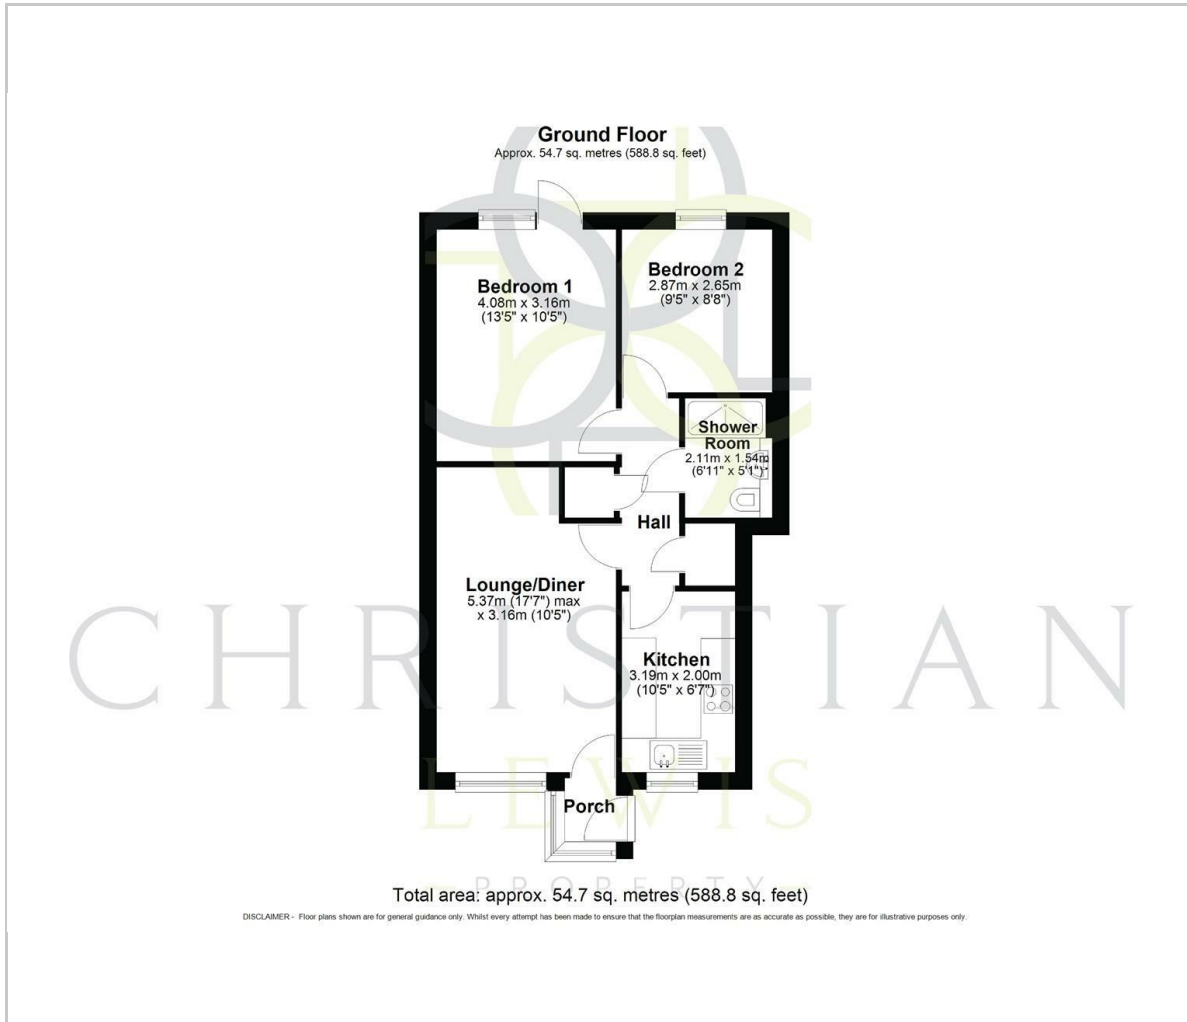 Ground Floor
Approx. 54.7 sq. metres (588.8 sq. feet)
Bedroom 1
4.08m x 3.16m
(13'5" x 10'5")
Bedroom 2
2.87m x 2.65m
(9'5" x 8'8")
Shower
Room
2.11m x 1.54m
(6'11" x 5'1")
Hall
Lounge/Diner
5.37m (17'7") max
x 3.16m (10'5")
Kitchen
3.19m x 2.00m
(10'5" x 6'7")
Porch
CHRISTIAN
LEWIS
PROPERTY
Total area: approx. 54.7 sq. metres (588.8 sq. feet)
DISCLAIMER - Floor plans shown are for general guidance only. Whilst every attempt has been made to ensure that the floorplan measurements are as accurate as possible, they are for illustrative purposes only.